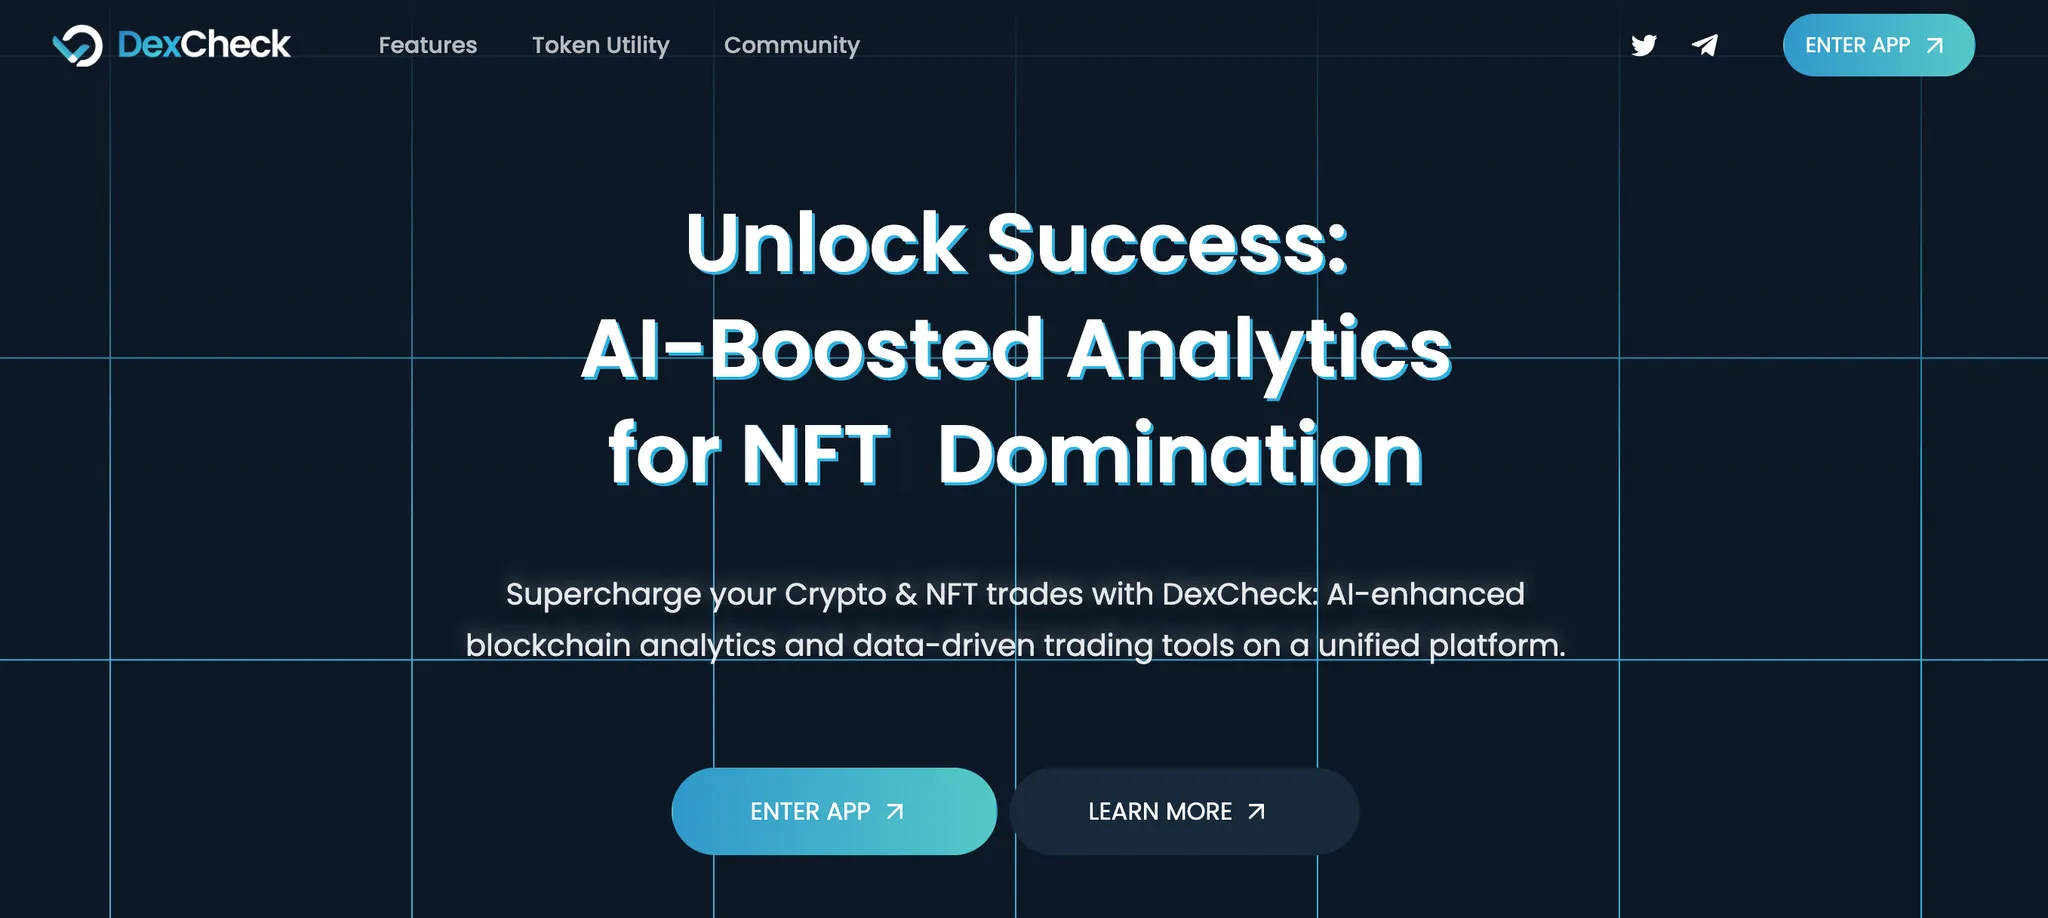 DexCheck
Features
Token Utility
Community
ENTER APP
Unlock Success:
AI-Boosted Analytics
for NFT Domination
Supercharge your Crypto & NFT trades with DexCheck: AI-enhanced
blockchain analytics and data-driven trading tools on a unified platform.
ENTER APP
LEARN MORE